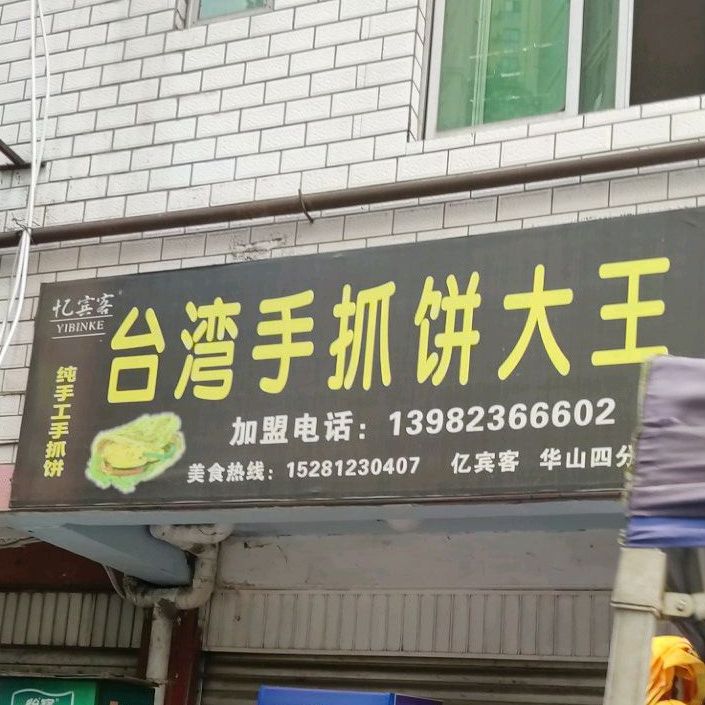 忆宾客
YIBINKE
台湾手抓饼大王
纯手工手抓饼
加盟电话：13982366602
美食热线：15281230407 亿宾客 华山四分